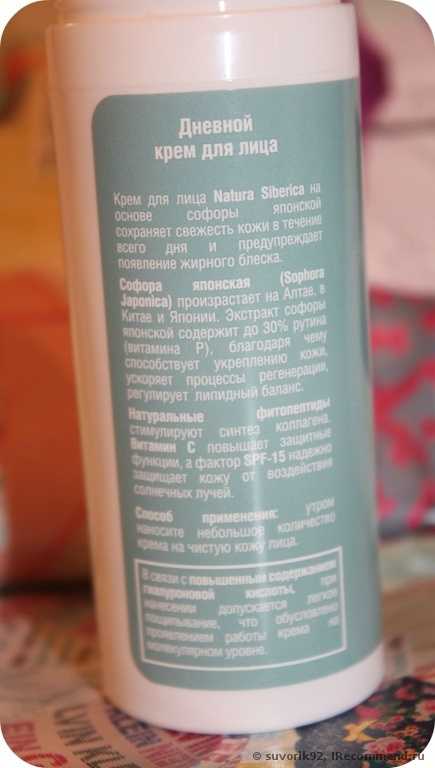 Дневной
крем для лица
Крем для лица Natura Siberica на
основе софоры японской
сохраняет свежесть кожи в течение
всего дня и предупреждает
появление жирного блеска.
Софора японская (Sophora
Japonica) произрастает на Алтае, в
Китае и Японии. Экстракт софоры
японской содержит до 30% рутина
(витамина Р), благодаря чему
способствует укреплению кожи,
ускоряет процессы регенерации,
регулирует липидный баланс.
Натуральные фитопептиды
стимулируют синтез коллагена.
Витамин С повышает защитные
функции, а фактор SPF-15 надежно
защищает кожу от воздействия
солнечных лучей.
Способ применения: утром
нанесите небольшое количество
крема на чистую кожу лица.
В связи с повышенным содержанием
гиалуроновой кислоты, при
нанесении допускается легкое
пощипывание, что обусловлено
проявлением работы крема на
молекулярном уровне.
© suvorik92, IRecommend.ru